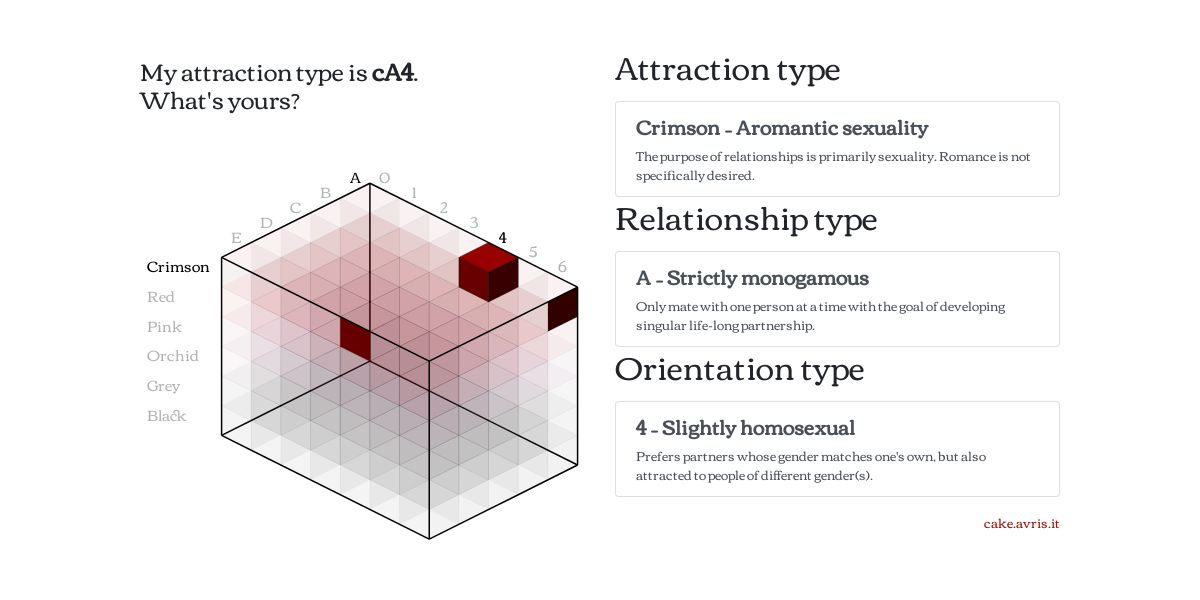 My attraction type is cA4.
What's yours?
A O
B 1
C 2
D 3
E 4
5
6
Crimson
Red
Pink
Orchid
Grey
Black
Attraction type
Crimson - Aromantic sexuality
The purpose of relationships is primarily sexuality. Romance is not
specifically desired.
Relationship type
A - Strictly monogamous
Only mate with one person at a time with the goal of developing
singular life-long partnership.
Orientation type
4 - Slightly homosexual
Prefers partners whose gender matches one's own, but also
attracted to people of different gender(s).
cake.avris.it